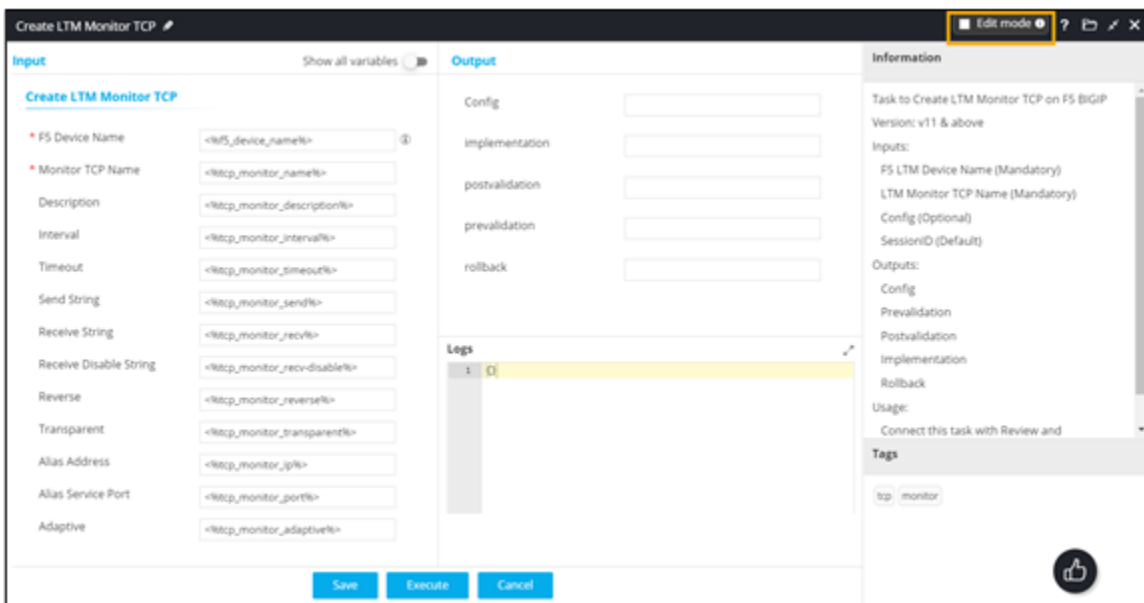 Create LTM Monitor TCP
Edit mode
?
Input
Show all variables
Create LTM Monitor TCP
* F5 Device Name
<%f5_device_name%>
* Monitor TCP Name
<%tcp_monitor_name%>
Description
<%tcp_monitor_description%>
Interval
<%tcp_monitor_interval%>
Timeout
<%tcp_monitor_timeout%>
Send String
<%tcp_monitor_send%>
Receive String
<%tcp_monitor_recv%>
Receive Disable String
<%tcp_monitor_recv-disable%>
Reverse
<%tcp_monitor_reverse%>
Transparent
<%tcp_monitor_transparent%>
Alias Address
<%tcp_monitor_ip%>
Alias Service Port
<%tcp_monitor_port%>
Adaptive
<%tcp_monitor_adaptive%>
Output
Config
implementation
postvalidation
prevalidation
rollback
Logs
1 {}
Information
Task to Create LTM Monitor TCP on F5 BIGIP
Version: v11 & above
Inputs:
F5 LTM Device Name (Mandatory)
LTM Monitor TCP Name (Mandatory)
Config (Optional)
SessionID (Default)
Outputs:
Config
Prevalidation
Postvalidation
Implementation
Rollback
Usage:
Connect this task with Review and
Tags
tcp monitor
Save Execute Cancel